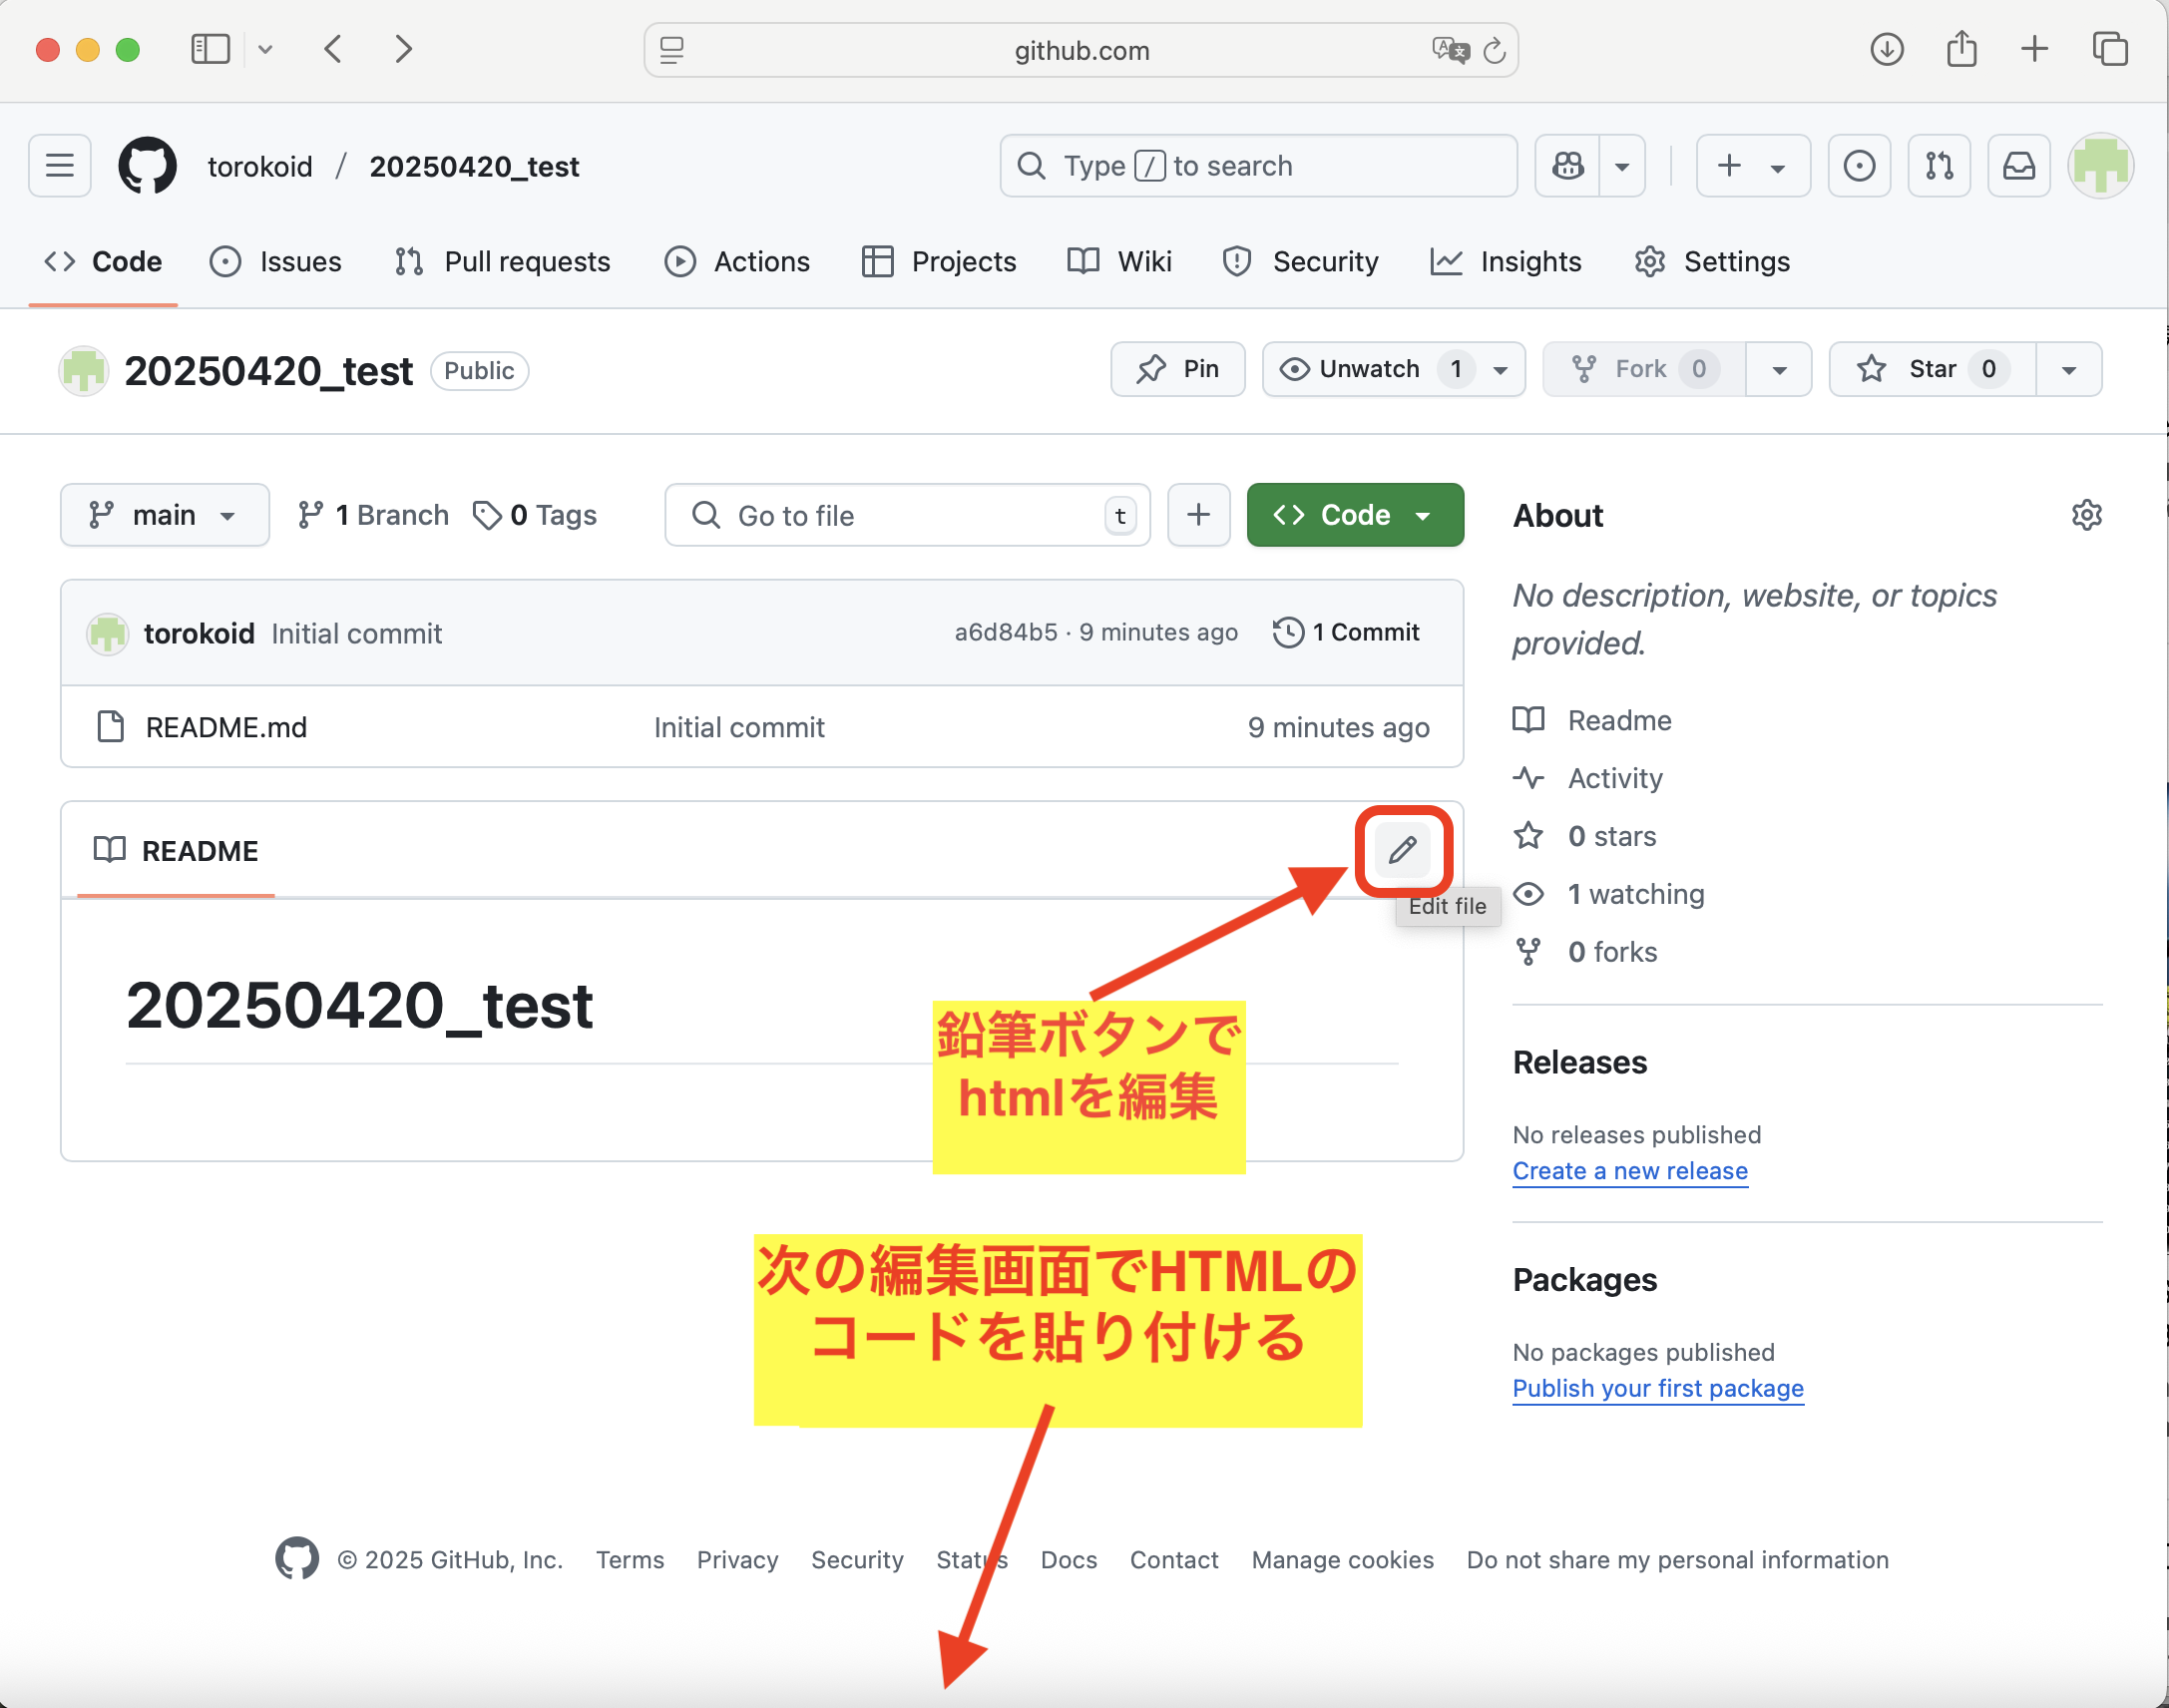 github.com
torokoid / 20250420_test
Type / to search
Code Issues Pull requests Actions Projects Wiki Security Insights Settings
20250420_test Public
Pin Unwatch 1 Fork 0 Star 0
main 1 Branch 0 Tags Go to file t Code
torokoid Initial commit a6d84b5 · 9 minutes ago 1 Commit
README.md Initial commit 9 minutes ago
README
Edit file
20250420_test
鉛筆ボタンで
htmlを編集
次の編集画面でHTMLの
コードを貼り付ける
About
No description, website, or topics
provided.
Readme
Activity
0 stars
1 watching
0 forks
Releases
No releases published
Create a new release
Packages
No packages published
Publish your first package
© 2025 GitHub, Inc. Terms Privacy Security Status Docs Contact Manage cookies Do not share my personal information